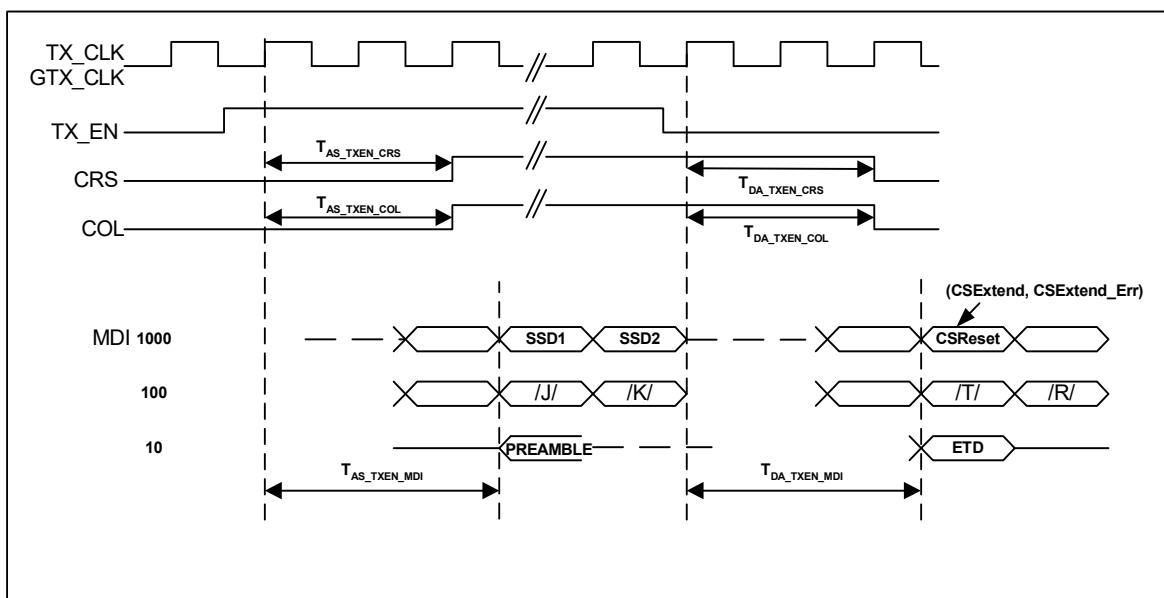 TX_CLK
GTX_CLK
TX_EN
T_AS_TXEN_CRS
CRS
T_DA_TXEN_CRS
T_AS_TXEN_COL
COL
T_DA_TXEN_COL
(CSExtend, CSExtend_Err)
MDI 1000 SSD1 SSD2 CSReset
100 /J/ /K/ /T/ /R/
10 PREAMBLE ETD
T_AS_TXEN_MDI T_DA_TXEN_MDI